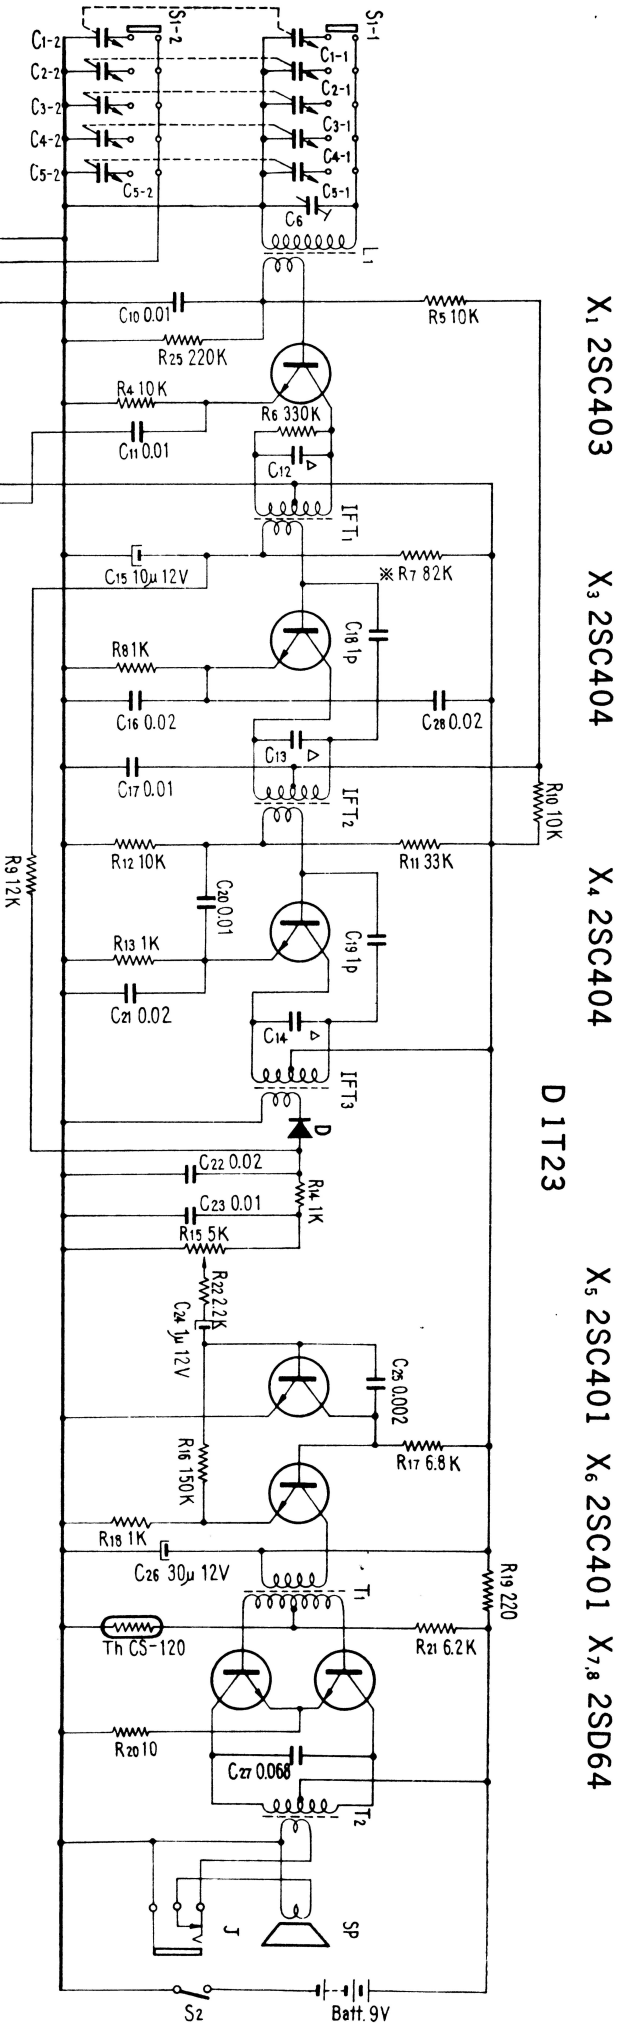 X₁ 2SC403 X₃ 2SC404 X₄ 2SC404 D 1T23 X₅ 2SC401 X₆ 2SC401 X₇,₈ 2SD64
S1-1
S1-2
C1-1
C2-1
C3-1
C4-1
C5-1
C1-2
C2-2
C3-2
C4-2
C5-2
C5-2
C6
L1
C10 0.01
R25 220K
R5 10K
R4 10K
C11 0.01
R6 330K
C12 △
IFT1
C15 10μ 12V
※ R7 82K
C18 1p
R8 1K
C16 0.02
C28 0.02
C13 △
C17 0.01
IFT2
R10 10K
R12 10K
R11 33K
R9 12K
C20 0.01
C19 1p
R13 1K
C21 0.02
C14 △
IFT3
D
C22 0.02
R14 1K
C23 0.01
R15 5K
R22 2.2K
C24 1μ 12V
C25 0.002
R16 150K
R17 6.8K
R18 1K
C26 30μ 12V
T1
R19 220
Th CS-120
R21 6.2K
R20 10
C27 0.068
T2
J
SP
S2
Batt. 9V